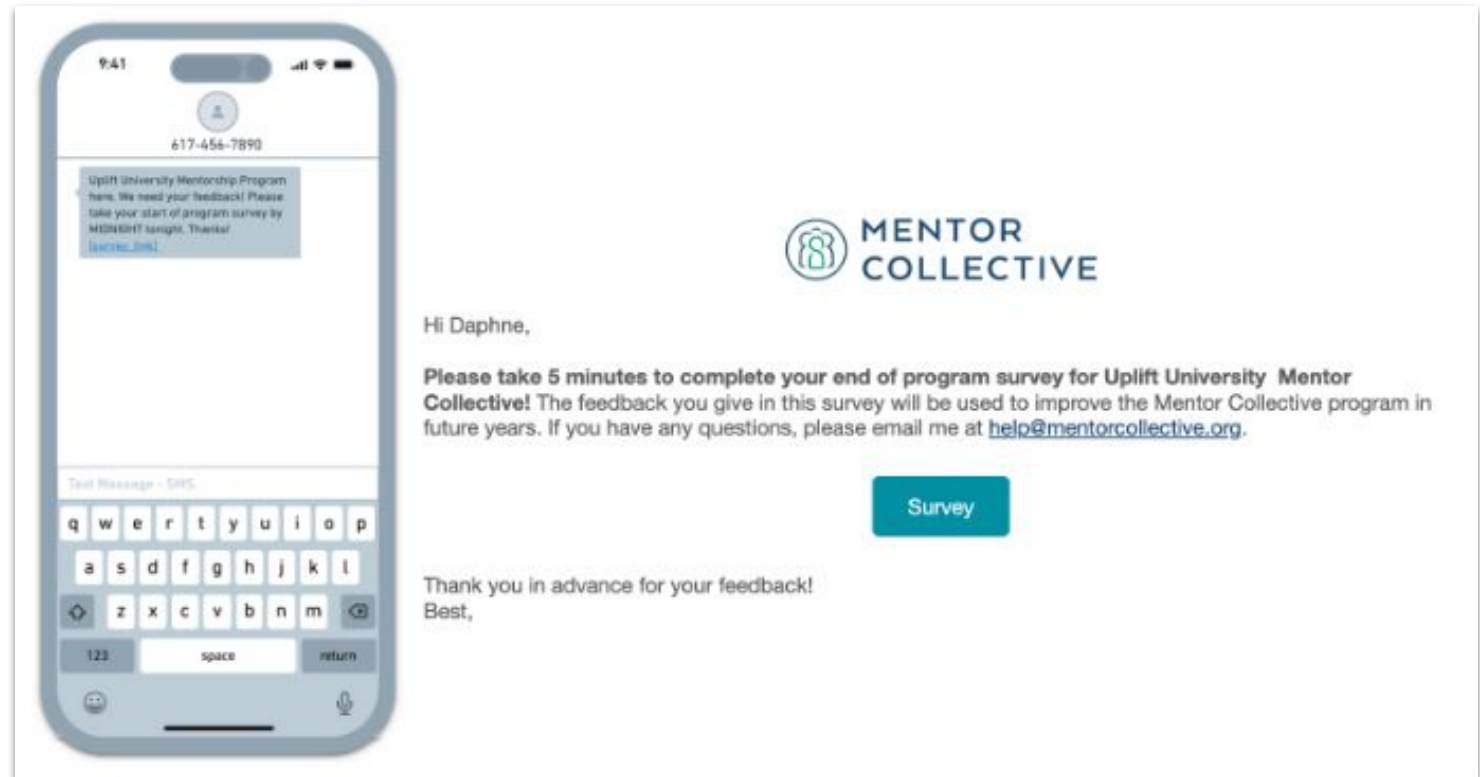 9:41
617-456-7890
Uplift University Mentorship Program
here. We need your feedback! Please
take your start of program survey by
MIDNIGHT tonight. Thanks!
[survey_link]
Text Message - SMS
q w e r t y u i o p
a s d f g h j k l
z x c v b n m
123 space return
MENTOR
COLLECTIVE
Hi Daphne,
Please take 5 minutes to complete your end of program survey for Uplift University Mentor
Collective! The feedback you give in this survey will be used to improve the Mentor Collective program in
future years. If you have any questions, please email me at help@mentorcollective.org.
Survey
Thank you in advance for your feedback!
Best,